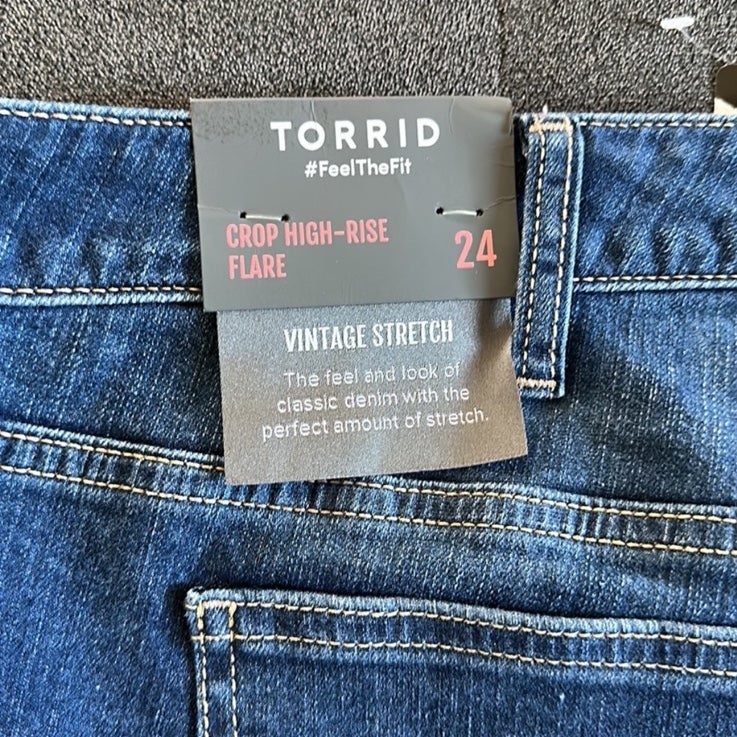 TORRID
#FeelTheFit
CROP HIGH-RISE
FLARE
24
VINTAGE STRETCH
The feel and look of
classic denim with the
perfect amount of stretch.